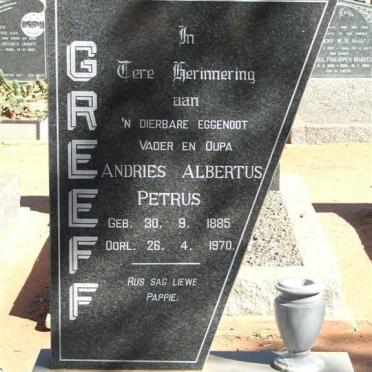 GREEFF
In
Tere Herinnering
aan
'N DIERBARE EGGENOOT
VADER EN OUPA
ANDRIES ALBERTUS
PETRUS
GEB. 30. 9. 1885
OORL. 26. 4. 1970.
RUS SAG LIEWE
PAPPIE.